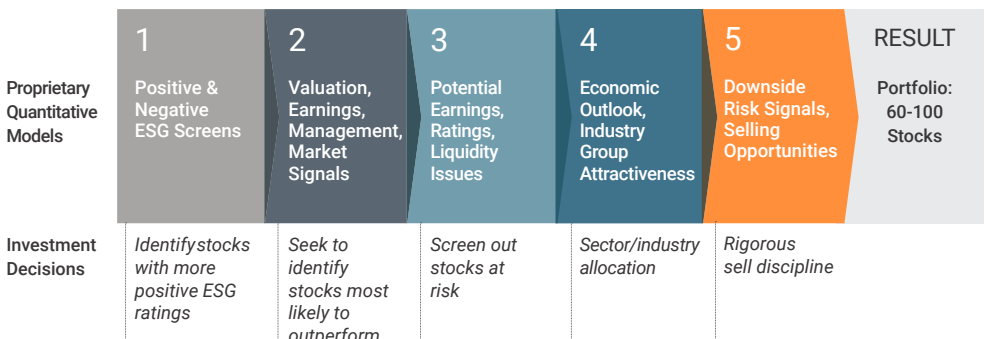 Proprietary
Quantitative
Models
1
Positive &
Negative
ESG Screens
2
Valuation,
Earnings,
Management,
Market
Signals
3
Potential
Earnings,
Ratings,
Liquidity
Issues
4
Economic
Outlook,
Industry
Group
Attractiveness
5
Downside
Risk Signals,
Selling
Opportunities
RESULT
Portfolio:
60-100
Stocks
Investment
Decisions
Identifystocks
with more
positive ESG
ratings
Seek to
identify
stocks most
likely to
outperform
Screen out
stocks at
risk
Sector/industry
allocation
Rigorous
sell discipline